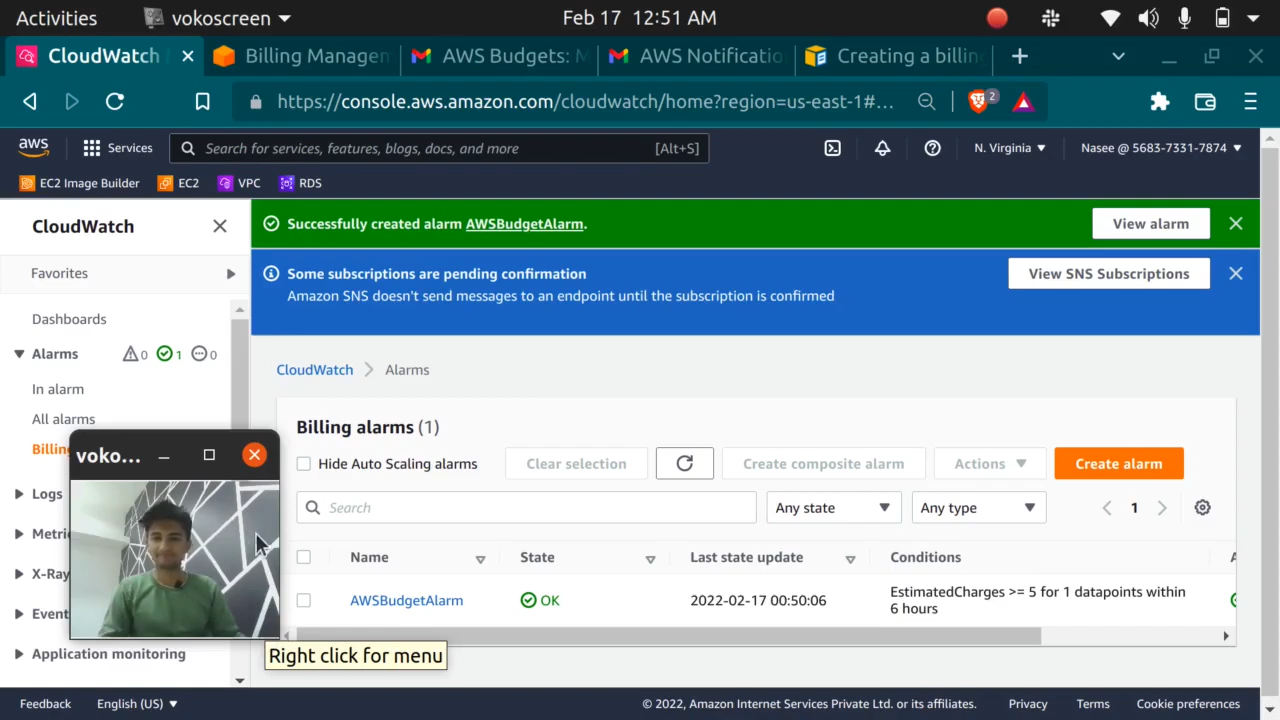 Activities
vokoscreen
Feb 17 12:51 AM
CloudWatch
Billing Managem
AWS Budgets: M
AWS Notificatio
Creating a billin
https://console.aws.amazon.com/cloudwatch/home?region=us-east-1#...
2
aws
Services
Search for services, features, blogs, docs, and more
[Alt+S]
N. Virginia
Nasee @ 5683-7331-7874
EC2 Image Builder
EC2
VPC
RDS
CloudWatch
Favorites
Dashboards
Alarms
0
1
0
In alarm
All alarms
Billing
Logs
Metri
X-Ray
Event
Application monitoring
voko...
Right click for menu
Successfully created alarm AWSBudgetAlarm.
View alarm
Some subscriptions are pending confirmation
Amazon SNS doesn't send messages to an endpoint until the subscription is confirmed
View SNS Subscriptions
CloudWatch
Alarms
Billing alarms (1)
Hide Auto Scaling alarms
Clear selection
Create composite alarm
Actions
Create alarm
Search
Any state
Any type
1
Name
State
Last state update
Conditions
AWSBudgetAlarm
OK
2022-02-17 00:50:06
EstimatedCharges >= 5 for 1 datapoints within
6 hours
Feedback
English (US)
© 2022, Amazon Internet Services Private Ltd. or its affiliates.
Privacy
Terms
Cookie preferences